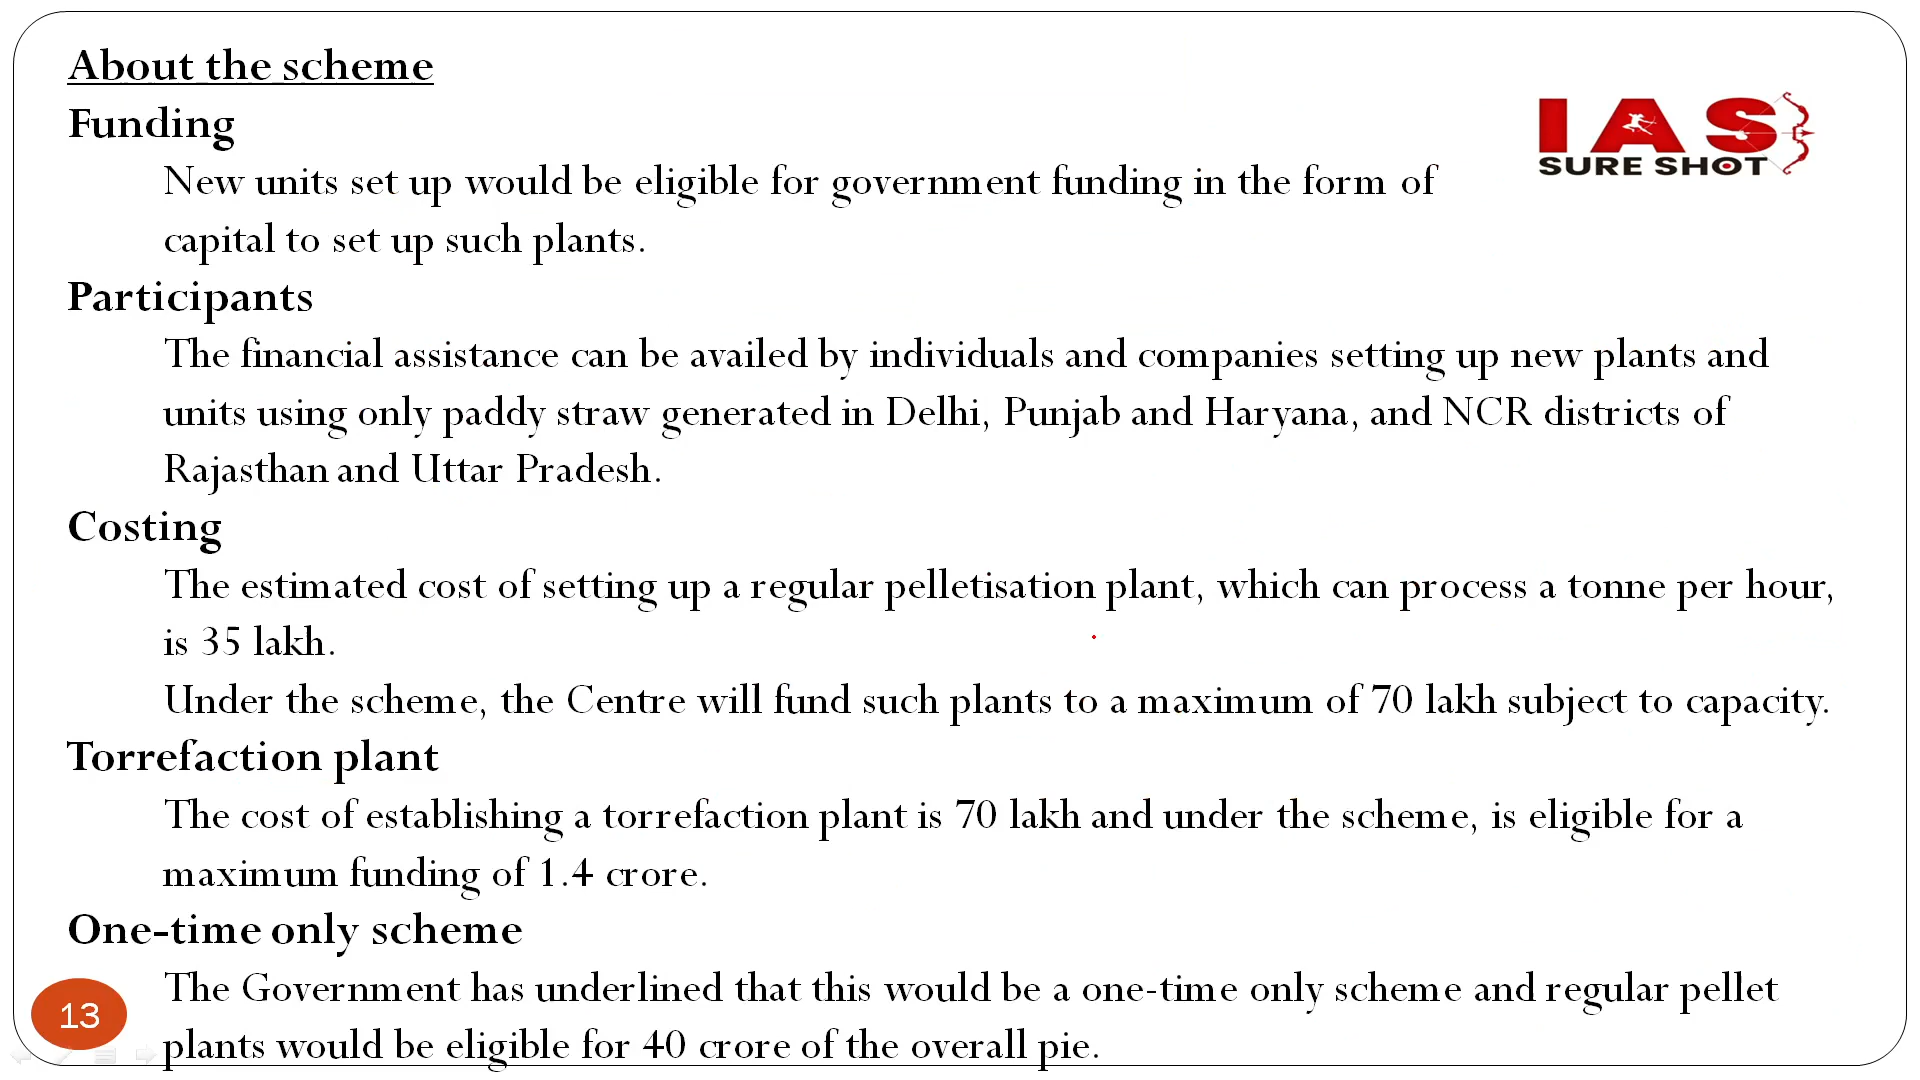 About the scheme
Funding
IAS
SURE SHOT
New units set up would be eligible for government funding in the form of
capital to set up such plants.
Participants
The financial assistance can be availed by individuals and companies setting up new plants and
units using only paddy straw generated in Delhi, Punjab and Haryana, and NCR districts of
Rajasthan and Uttar Pradesh.
Costing
The estimated cost of setting up a regular pelletisation plant, which can process a tonne per hour,
is 35 lakh.
Under the scheme, the Centre will fund such plants to a maximum of 70 lakh subject to capacity.
Torrefaction plant
The cost of establishing a torrefaction plant is 70 lakh and under the scheme, is eligible for a
maximum funding of 1.4 crore.
One-time only scheme
The Government has underlined that this would be a one-time only scheme and regular pellet
plants would be eligible for 40 crore of the overall pie.
13